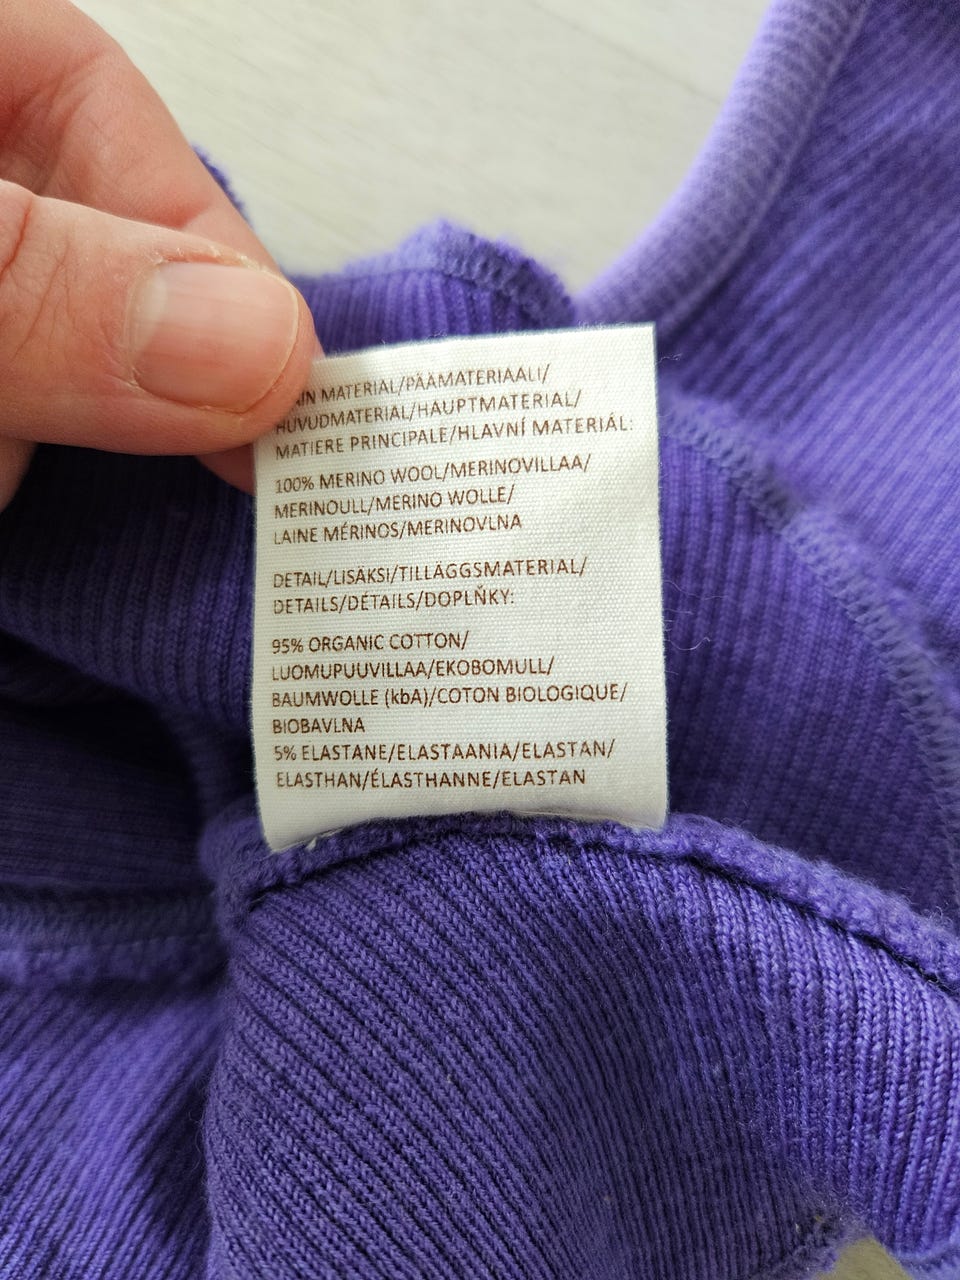 MATERIAL/PÄÄMATERIAALI/
HUVUDMATERIAL/HAUPTMATERIAL/
MATIERE PRINCIPALE/HLAVNÍ MATERIÁL:
100% MERINO WOOL/MERINOVILLAA/
MERINOULL/MERINO WOLLE/
LAINE MÉRINOS/MERINOVLNA
DETAIL/LISÄKSI/TILLÄGGSMATERIAL/
DETAILS/DÉTAILS/DOPLŇKY:
95% ORGANIC COTTON/
LUOMUPUUVILLAA/EKOBOMULL/
BAUMWOLLE (kbA)/COTON BIOLOGIQUE/
BIOBAVLNA
5% ELASTANE/ELASTAANIA/ELASTAN/
ELASTHAN/ÉLASTHANNE/ELASTAN